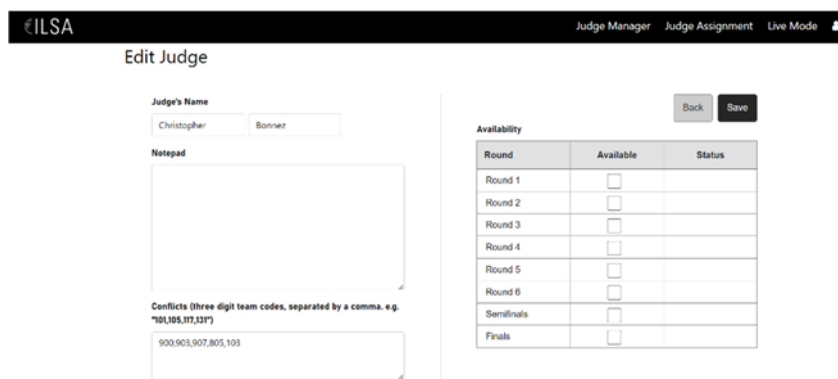 ILSA
Judge Manager Judge Assignment Live Mode
Edit Judge
Judge's Name
Christopher Bonnez
Notepad
Conflicts (three digit team codes, separated by a comma. e.g.
"101,105,117,131")
900,903,907,805,103
Back Save
Availability
Round Available Status
Round 1
Round 2
Round 3
Round 4
Round 5
Round 6
Semifinals
Finals